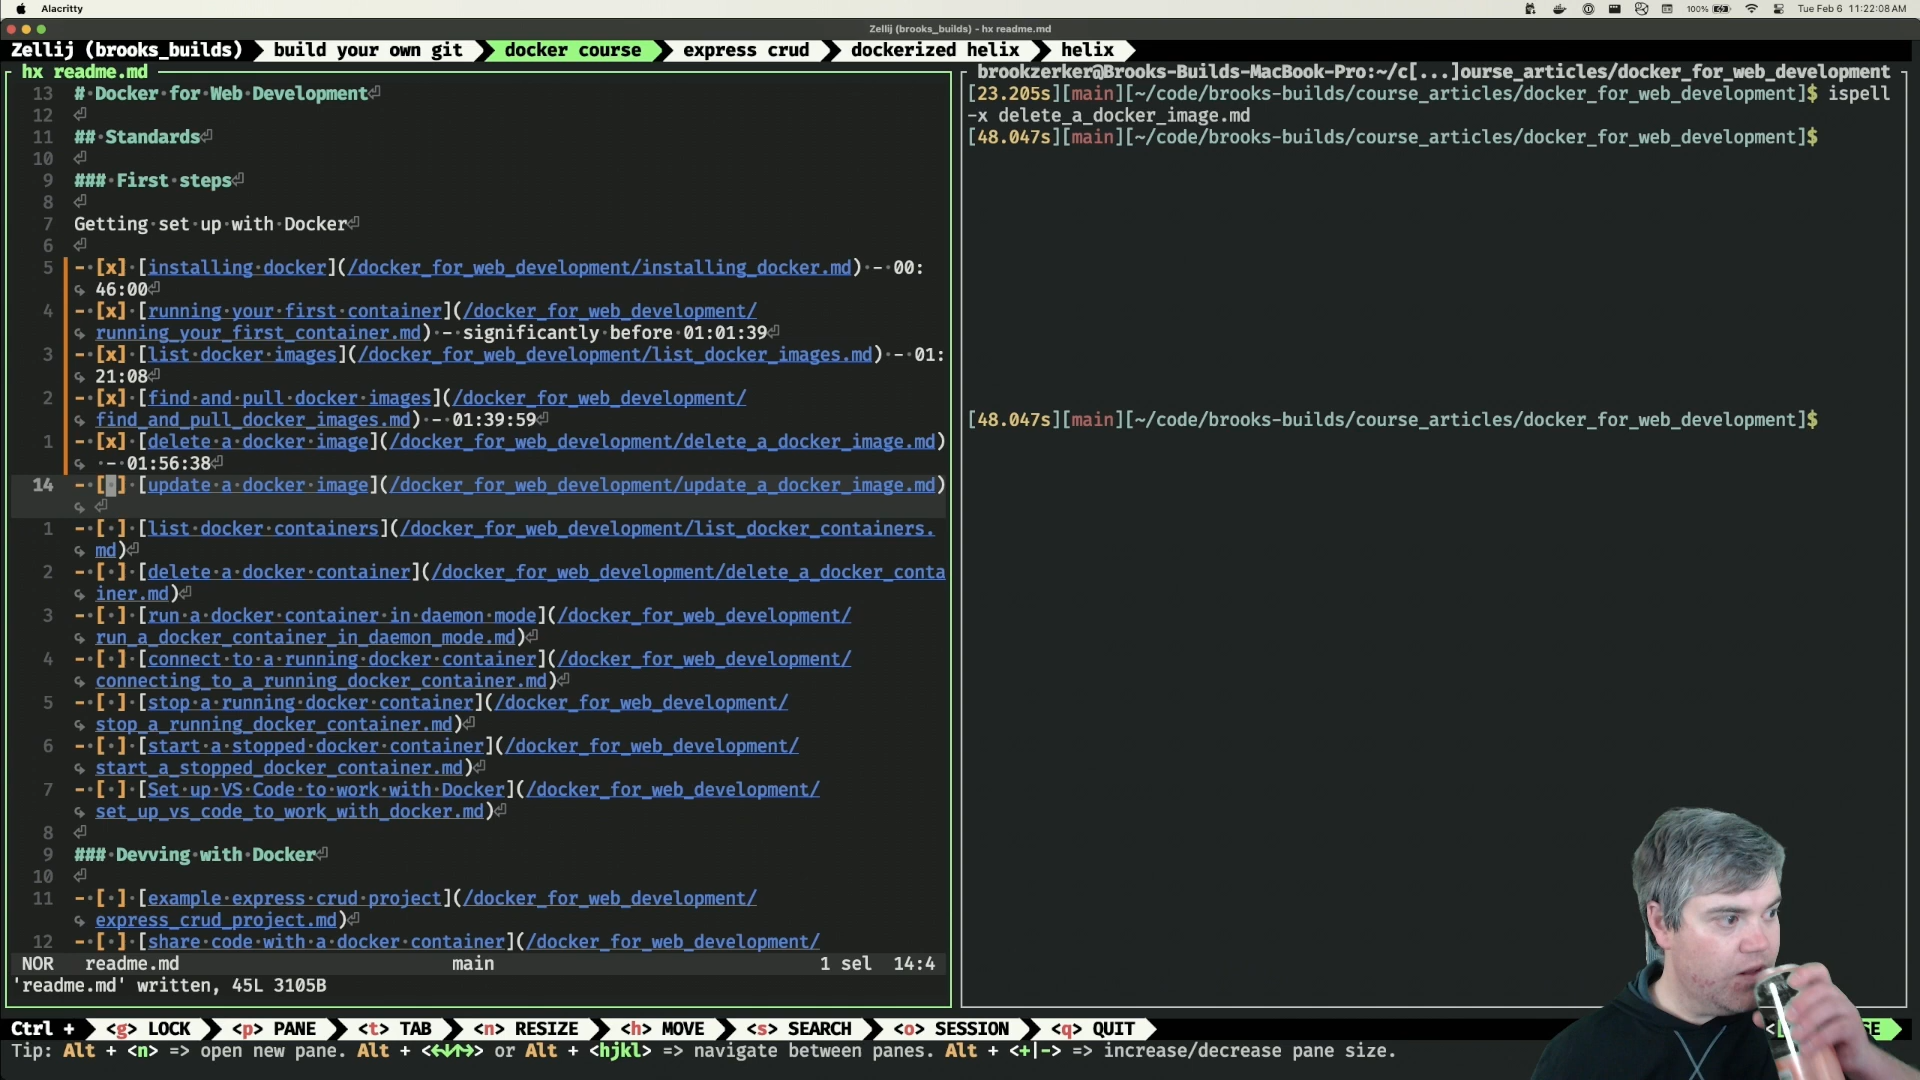 Alacritty
100%
Tue Feb 6 11:22:08 AM
Zellij (brooks_builds) - hx readme.md
Zellij (brooks_builds) build your own git docker course express crud dockerized helix helix
hx readme.md
13 # Docker for Web Development
12
11 ## Standards
10
9 ### First steps
8
7 Getting set up with Docker
6
5 - [x] [installing docker](/docker_for_web_development/installing_docker.md) - 00:
46:00
4 - [x] [running your first container](/docker_for_web_development/
running_your_first_container.md) - significantly before 01:01:39
3 - [x] [list docker images](/docker_for_web_development/list_docker_images.md) - 01:
21:08
2 - [x] [find and pull docker images](/docker_for_web_development/
find_and_pull_docker_images.md) - 01:39:59
1 - [x] [delete a docker image](/docker_for_web_development/delete_a_docker_image.md)
- 01:56:38
14 - [ ] [update a docker image](/docker_for_web_development/update_a_docker_image.md)
1 - [ ] [list docker containers](/docker_for_web_development/list_docker_containers.
md)
2 - [ ] [delete a docker container](/docker_for_web_development/delete_a_docker_conta
iner.md)
3 - [ ] [run a docker container in daemon mode](/docker_for_web_development/
run_a_docker_container_in_daemon_mode.md)
4 - [ ] [connect to a running docker container](/docker_for_web_development/
connecting_to_a_running_docker_container.md)
5 - [ ] [stop a running docker container](/docker_for_web_development/
stop_a_running_docker_container.md)
6 - [ ] [start a stopped docker container](/docker_for_web_development/
start_a_stopped_docker_container.md)
7 - [ ] [Set up VS Code to work with Docker](/docker_for_web_development/
set_up_vs_code_to_work_with_docker.md)
8
9 ### Devving with Docker
10
11 - [ ] [example express crud project](/docker_for_web_development/
express_crud_project.md)
12 - [ ] [share code with a docker container](/docker_for_web_development/
NOR readme.md main 1 sel 14:4
'readme.md' written, 45L 3105B
brookzerker@Brooks-Builds-MacBook-Pro:~/c[...]ourse_articles/docker_for_web_development
[23.205s][main][~/code/brooks-builds/course_articles/docker_for_web_development]$ ispell
-x delete_a_docker_image.md
[48.047s][main][~/code/brooks-builds/course_articles/docker_for_web_development]$
[48.047s][main][~/code/brooks-builds/course_articles/docker_for_web_development]$
Ctrl + <g> LOCK <p> PANE <t> TAB <n> RESIZE <h> MOVE <s> SEARCH <o> SESSION <q> QUIT
Tip: Alt + <n> => open new pane. Alt + <←↓↑→> or Alt + <hjkl> => navigate between panes. Alt + <+|-> => increase/decrease pane size.